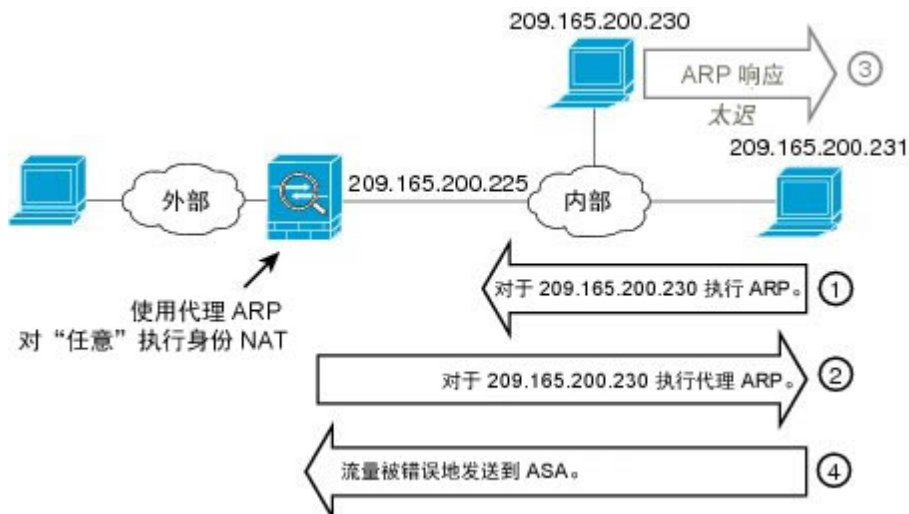 209.165.200.230
ARP 响应
③
太迟
209.165.200.231
209.165.200.225
外部
内部
使用代理 ARP
对“任意”执行身份 NAT
对于 209.165.200.230 执行 ARP。
①
对于 209.165.200.230 执行代理 ARP。
②
流量被错误地发送到 ASA。
④